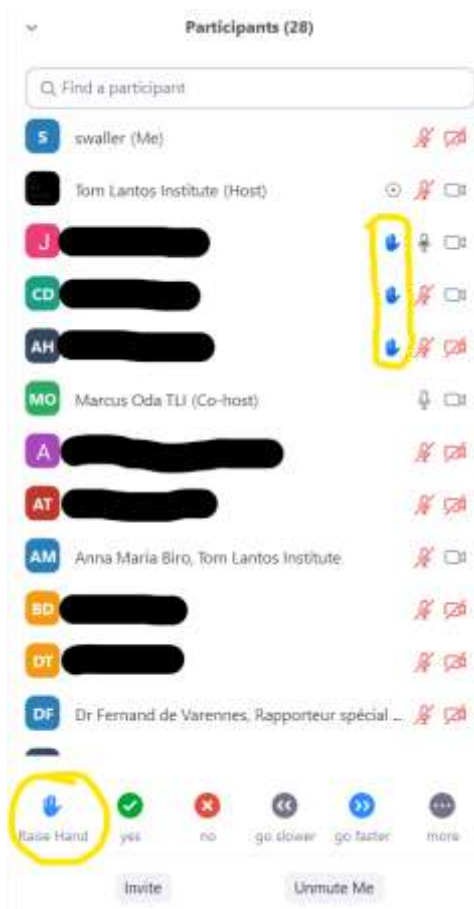 Participants (28)
Find a participant
S swaller (Me)
Tom Lantos Institute (Host)
J
CD
AH
MO Marcus Oda TLI (Co-host)
A
AT
AM Anna Maria Biro, Tom Lantos Institute
BD
DT
DF Dr Fernand de Varennes, Rapporteur spécial ...
Raise Hand yes no go slower go faster more
Invite Unmute Me